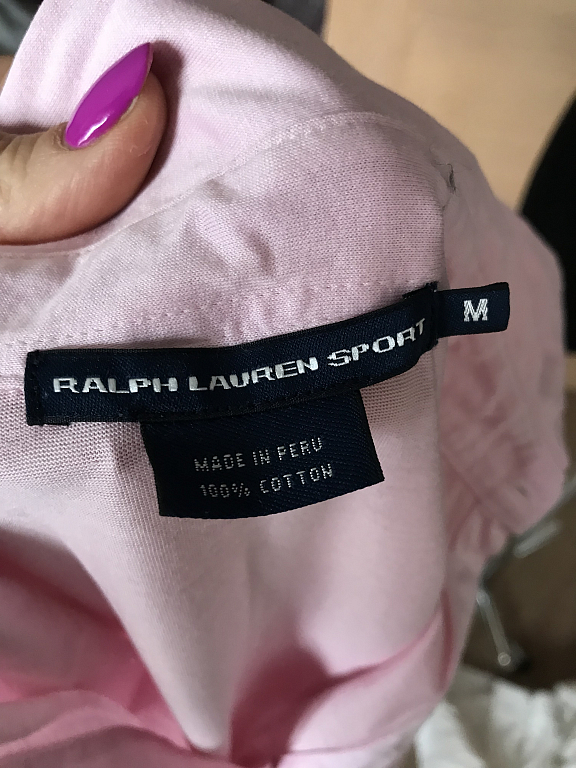 RALPH LAUREN SPORT
M
MADE IN PERU
100% COTTON